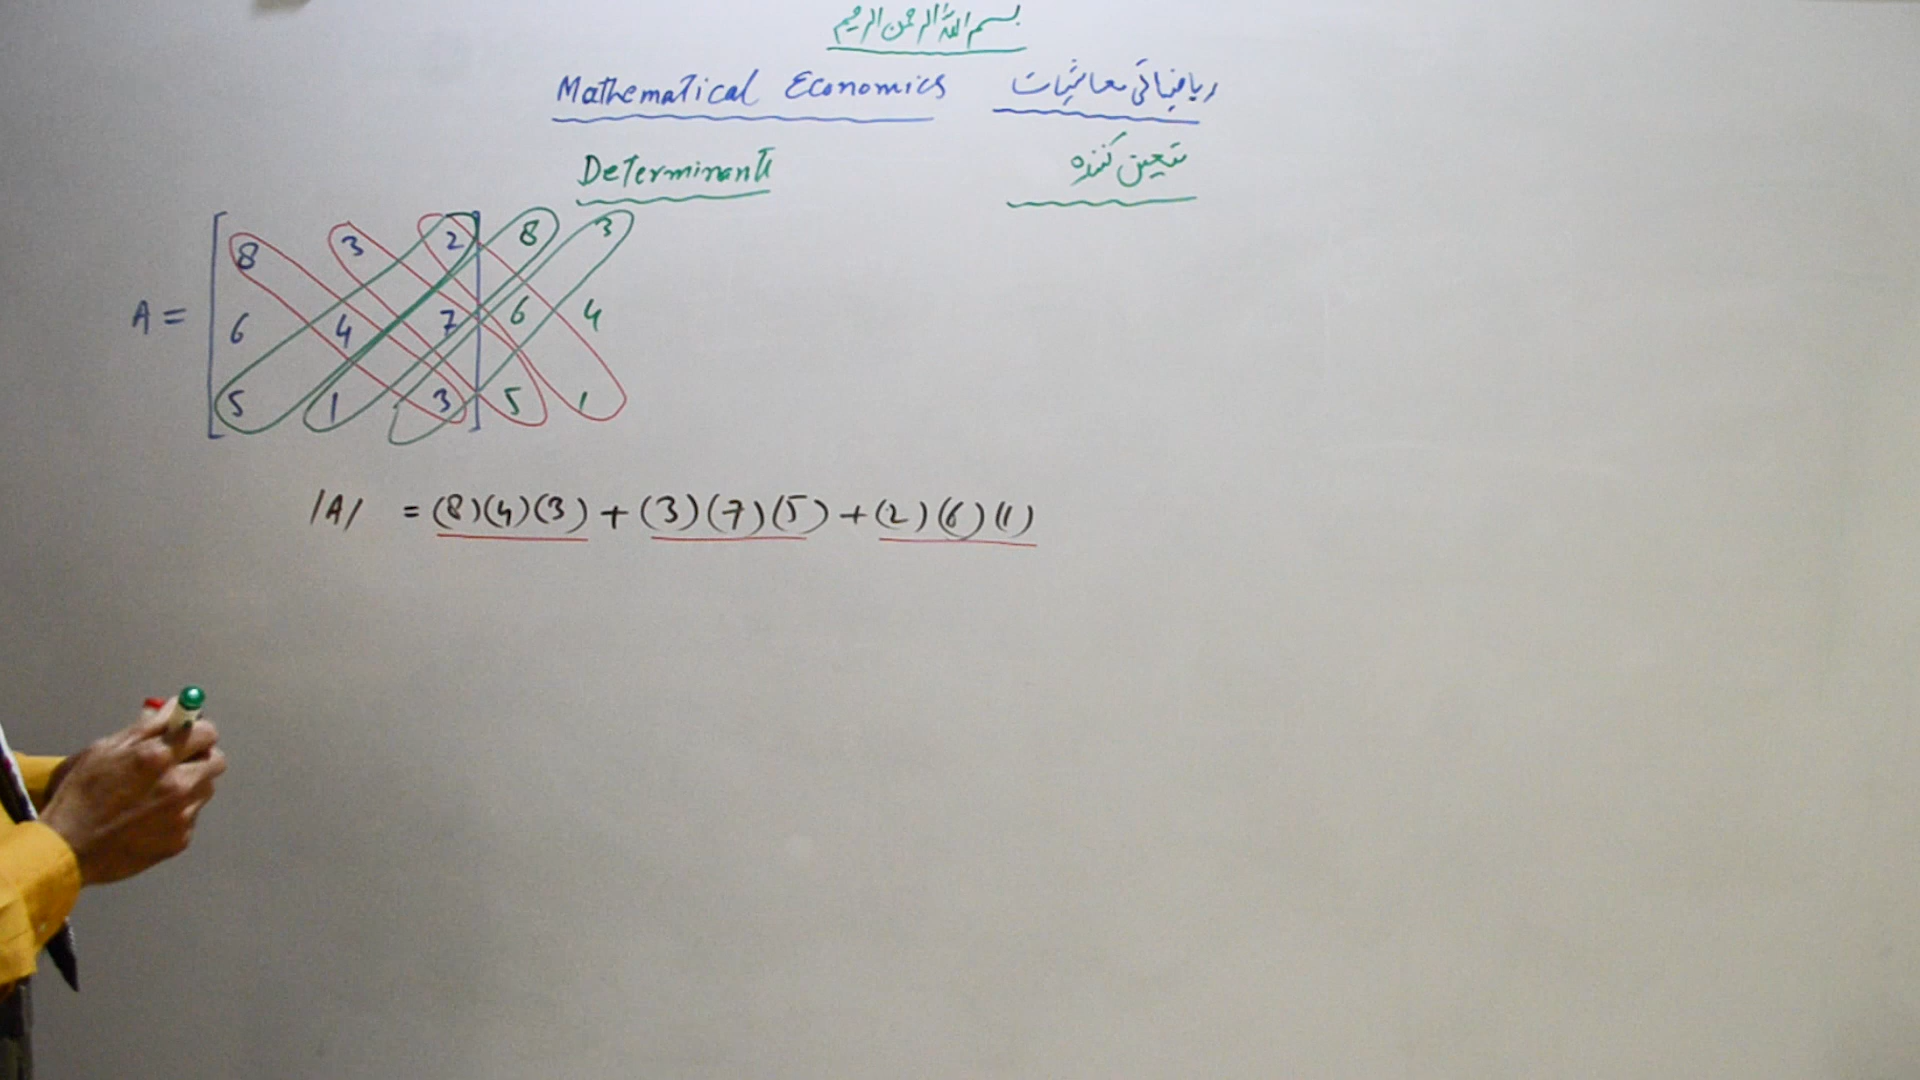 بسم اللہ الرحمن الرحیم
Mathematical Economics ریاضیاتی معاشیات
Determinants تعین کنندہ
8 3 2 8 3
A = 6 4 7 6 4
5 1 3 5 1
|A| = (8)(4)(3) + (3)(7)(5) + (2)(6)(1)